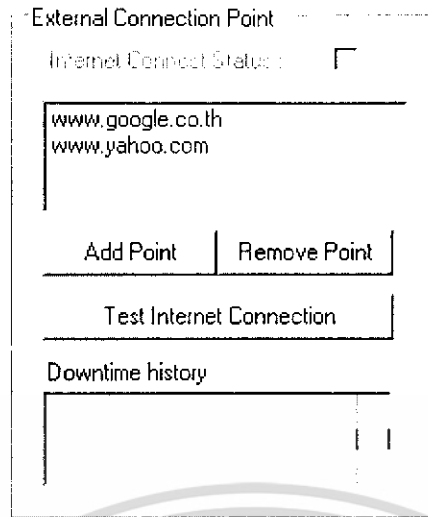 External Connection Point
Internet Connect Status :
www.google.co.th
www.yahoo.com
Add Point Remove Point
Test Internet Connection
Downtime history